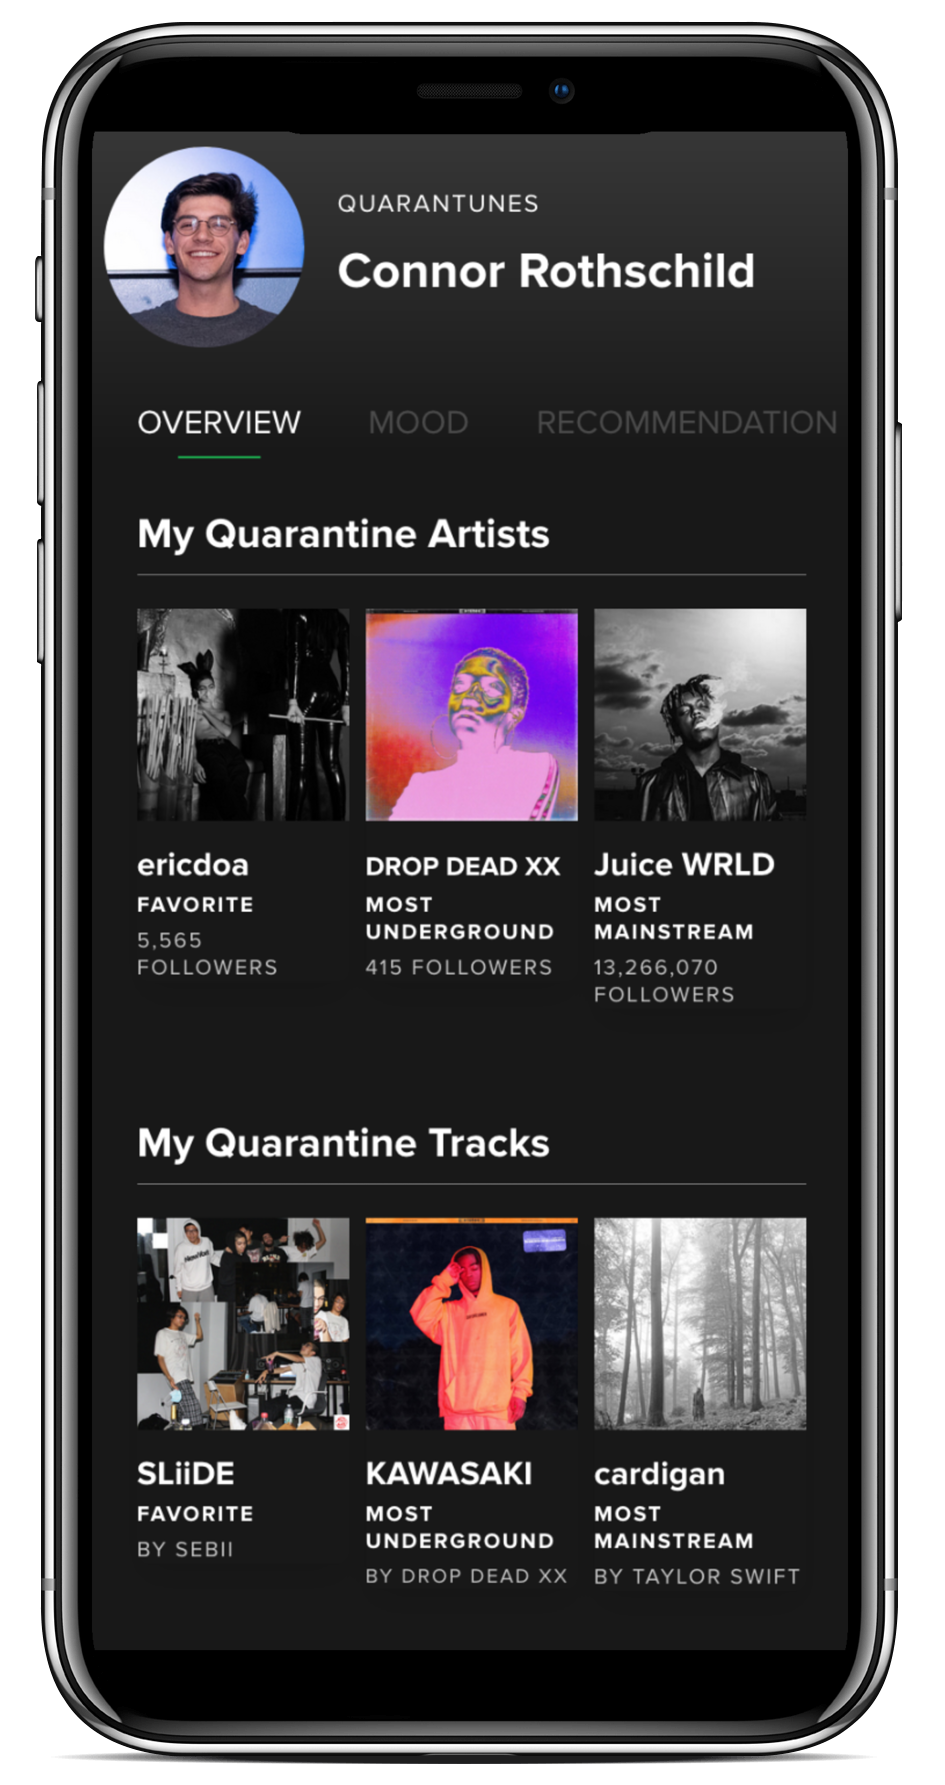 QUARANTUNES
Connor Rothschild
OVERVIEW MOOD RECOMMENDATION
My Quarantine Artists
ericdoa
FAVORITE
5,565
FOLLOWERS
DROP DEAD XX
MOST
UNDERGROUND
415 FOLLOWERS
Juice WRLD
MOST
MAINSTREAM
13,266,070
FOLLOWERS
My Quarantine Tracks
SLiiDE
FAVORITE
BY SEBII
KAWASAKI
MOST
UNDERGROUND
BY DROP DEAD XX
cardigan
MOST
MAINSTREAM
BY TAYLOR SWIFT